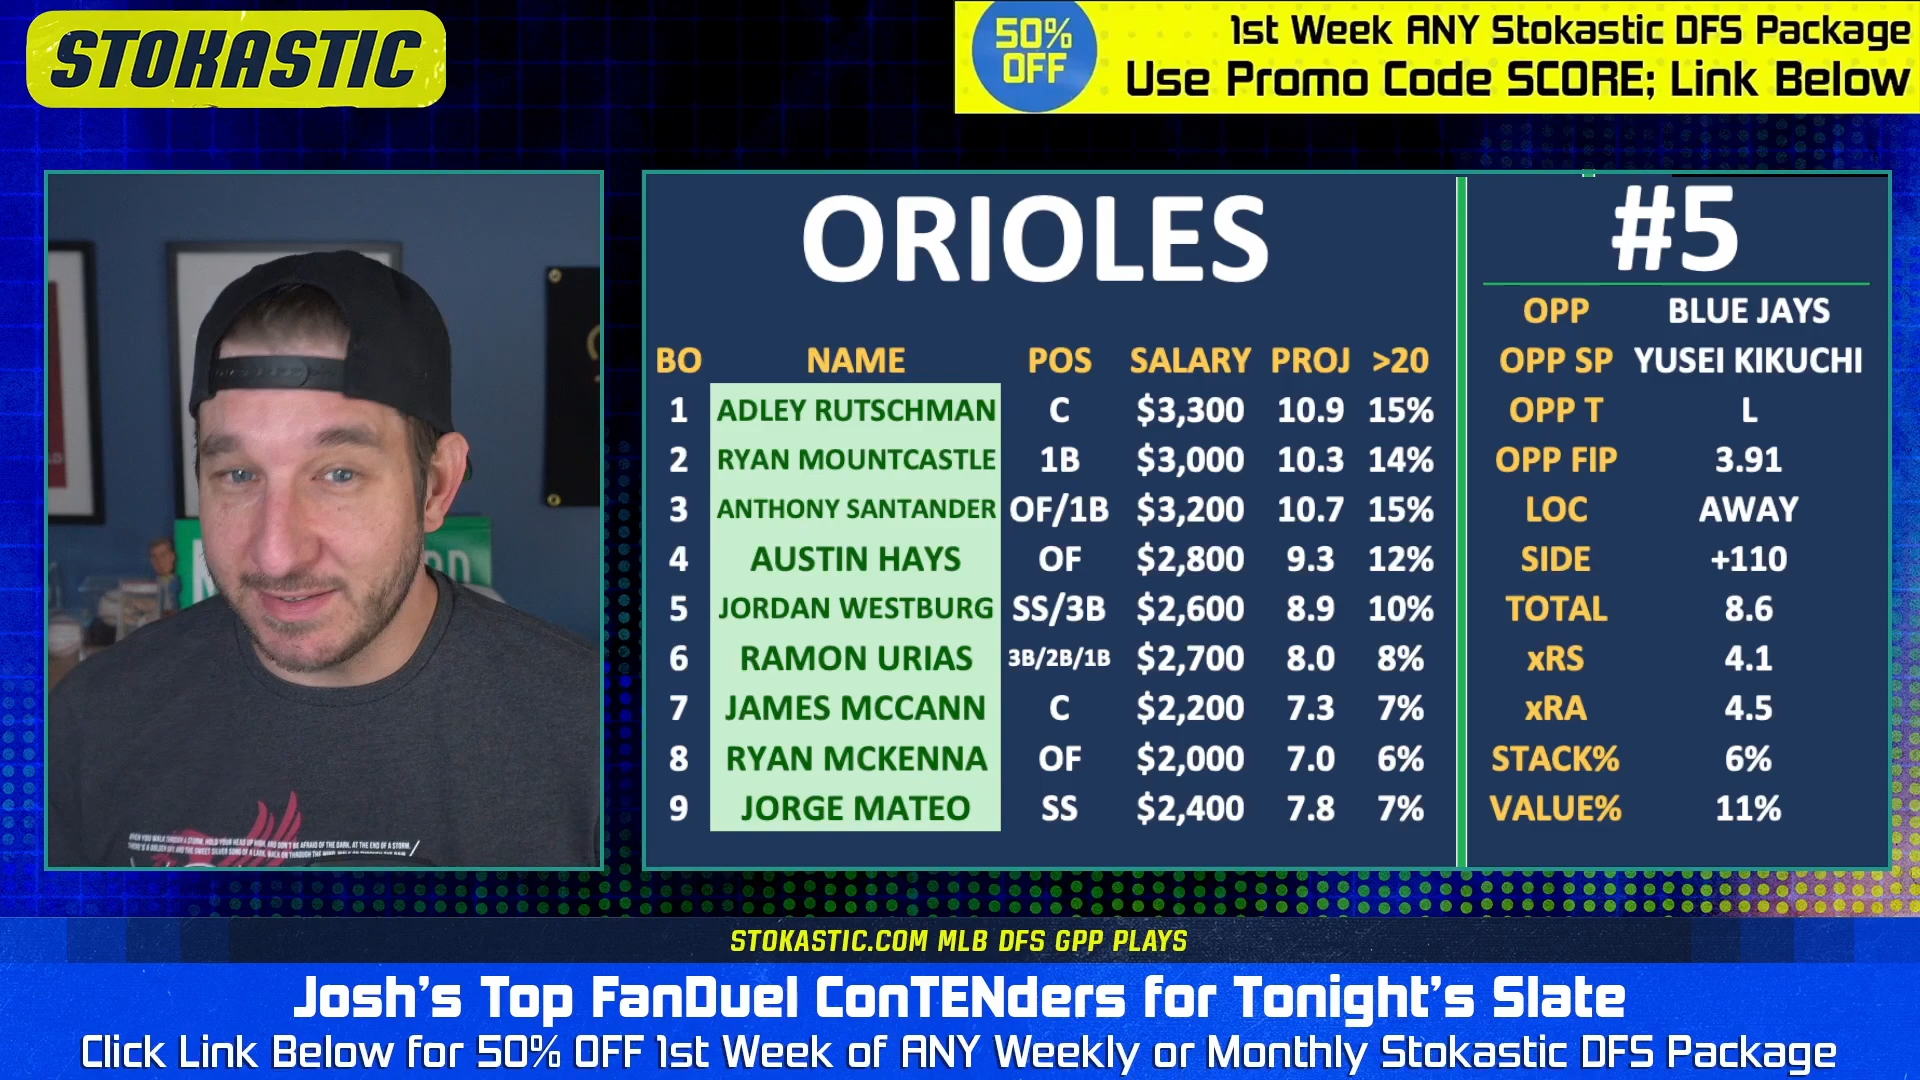 STOKASTIC
50% OFF
1st Week ANY Stokastic DFS Package
Use Promo Code SCORE; Link Below
ORIOLES
BO NAME POS SALARY PROJ >20
1 ADLEY RUTSCHMAN C $3,300 10.9 15%
2 RYAN MOUNTCASTLE 1B $3,000 10.3 14%
3 ANTHONY SANTANDER OF/1B $3,200 10.7 15%
4 AUSTIN HAYS OF $2,800 9.3 12%
5 JORDAN WESTBURG SS/3B $2,600 8.9 10%
6 RAMON URIAS 3B/2B/1B $2,700 8.0 8%
7 JAMES MCCANN C $2,200 7.3 7%
8 RYAN MCKENNA OF $2,000 7.0 6%
9 JORGE MATEO SS $2,400 7.8 7%
#5
OPP BLUE JAYS
OPP SP YUSEI KIKUCHI
OPP T L
OPP FIP 3.91
LOC AWAY
SIDE +110
TOTAL 8.6
xRS 4.1
xRA 4.5
STACK% 6%
VALUE% 11%
STOKASTIC.COM MLB DFS GPP PLAYS
Josh's Top FanDuel ConTENders for Tonight's Slate
Click Link Below for 50% OFF 1st Week of ANY Weekly or Monthly Stokastic DFS Package